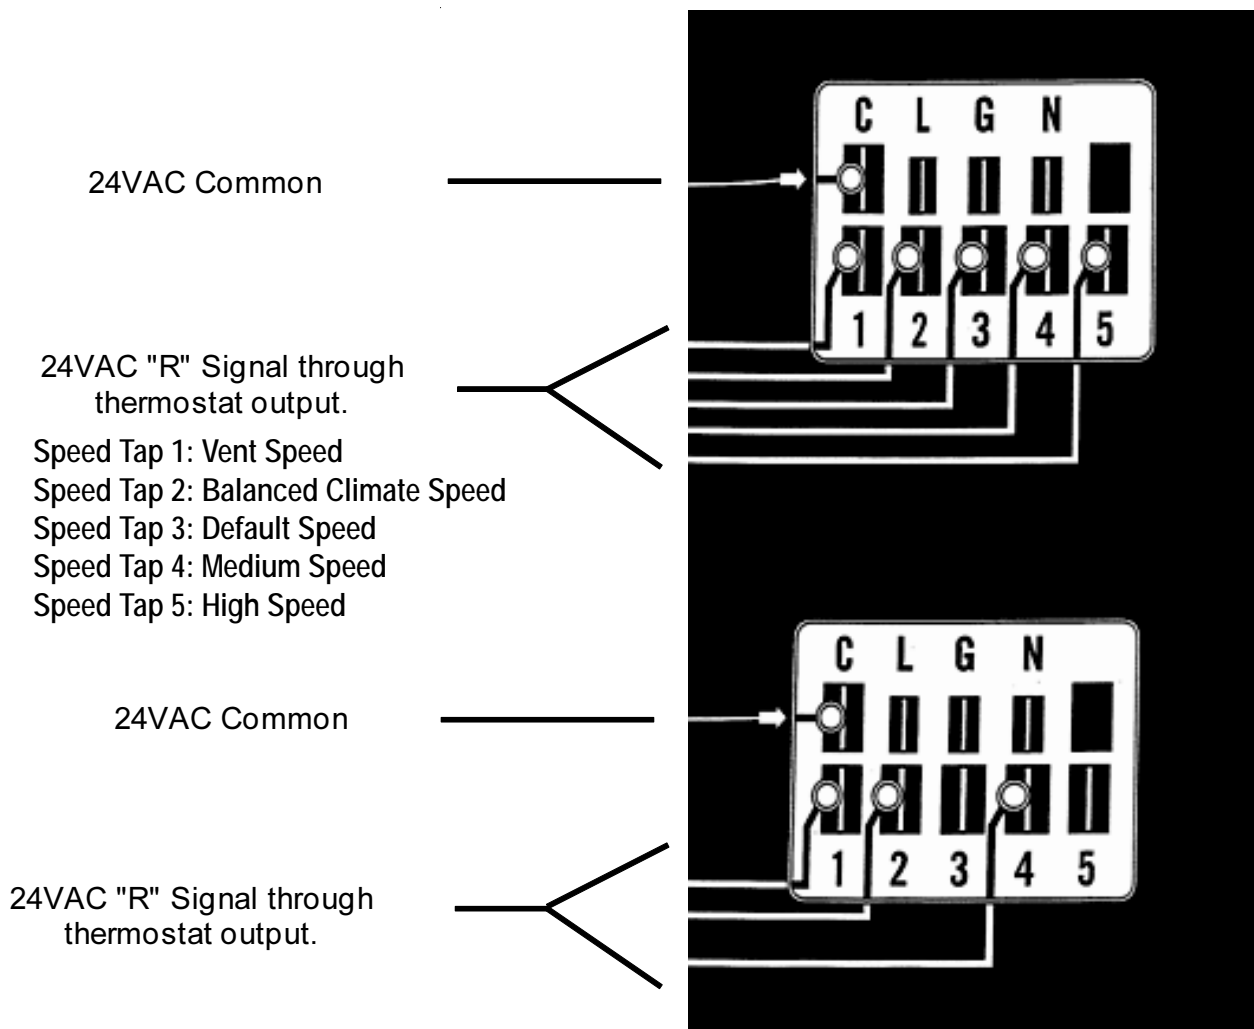 C L G N
24VAC Common
1 2 3 4 5
24VAC "R" Signal through
thermostat output.
Speed Tap 1: Vent Speed
Speed Tap 2: Balanced Climate Speed
Speed Tap 3: Default Speed
Speed Tap 4: Medium Speed
Speed Tap 5: High Speed
C L G N
24VAC Common
1 2 3 4 5
24VAC "R" Signal through
thermostat output.